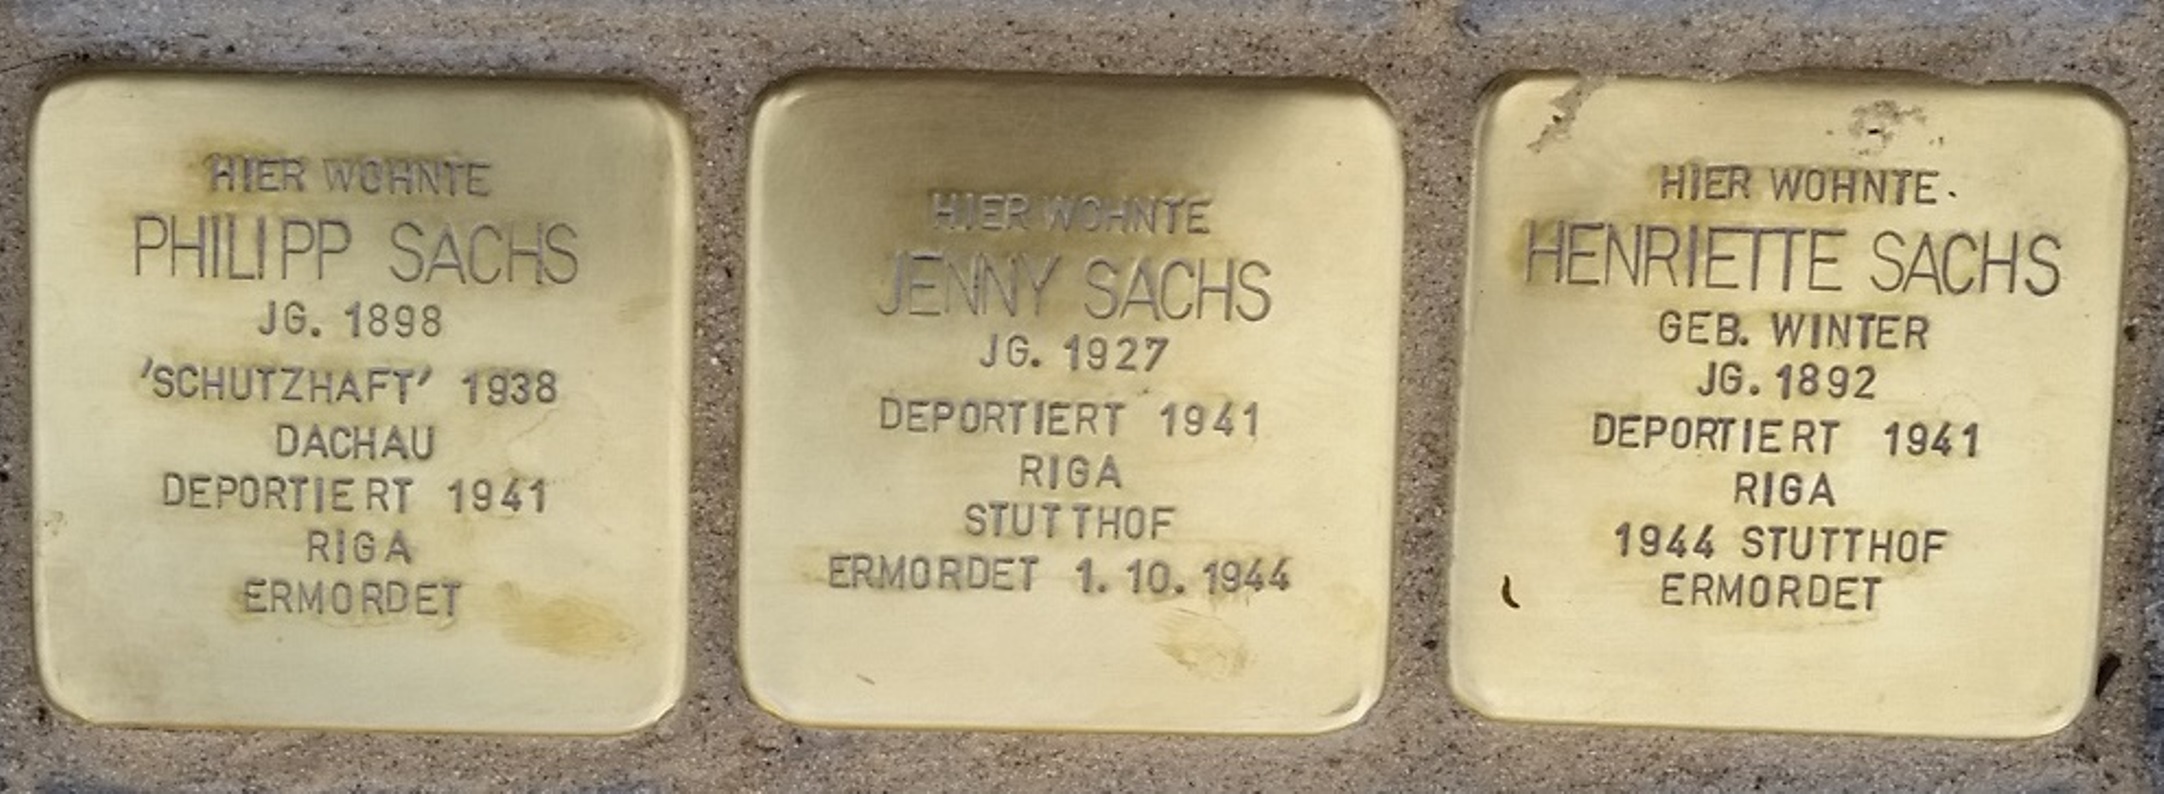 HIER WOHNTE
PHILIPP SACHS
JG. 1898
'SCHUTZHAFT' 1938
DACHAU
DEPORTIERT 1941
RIGA
ERMORDET
HIER WOHNTE
JENNY SACHS
JG. 1927
DEPORTIERT 1941
RIGA
STUTTHOF
ERMORDET 1.10.1944
HIER WOHNTE
HENRIETTE SACHS
GEB. WINTER
JG. 1892
DEPORTIERT 1941
RIGA
1944 STUTTHOF
ERMORDET